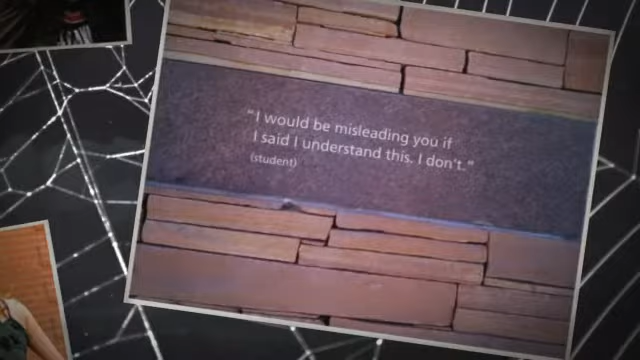 "I would be misleading you if
I said I understand this. I don't."
(student)